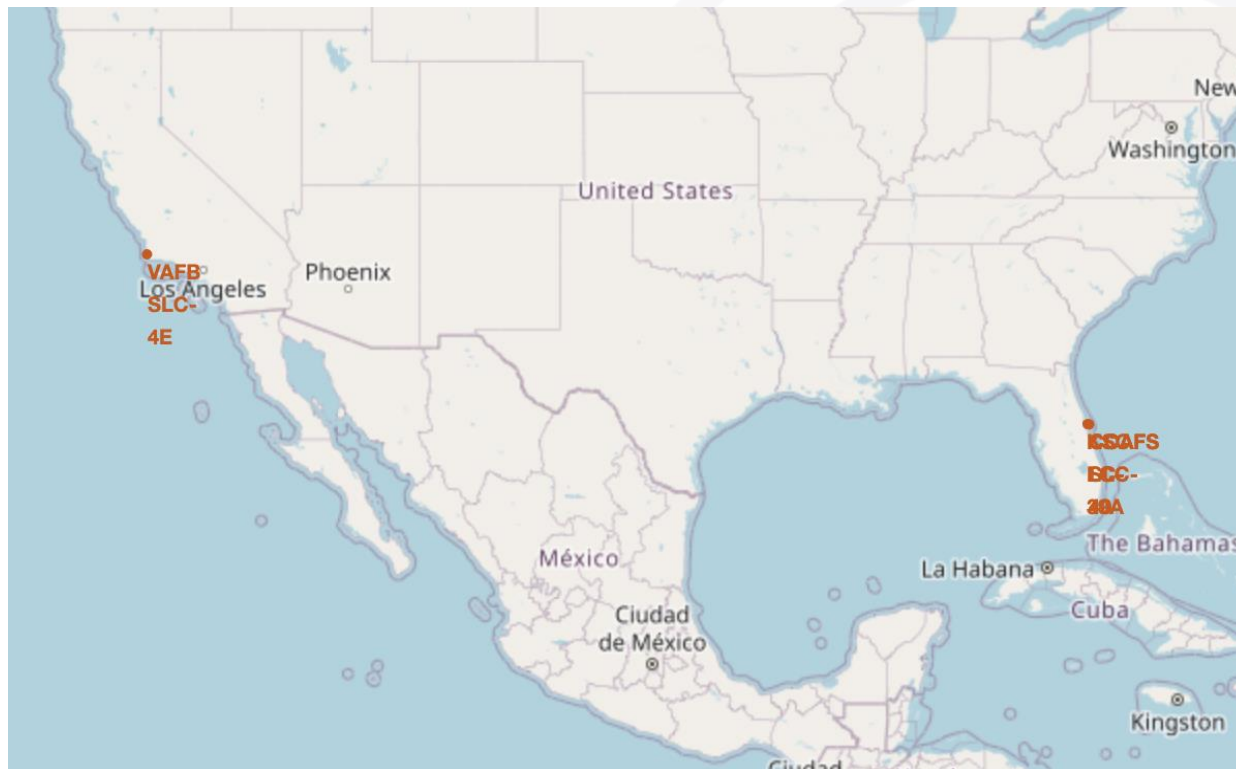 New
Washington
United States
VAFB
SLC-
4E
Los Angeles
Phoenix
México
La Habana
The Bahamas
Cuba
Ciudad
de México
Kingston
Ciudad